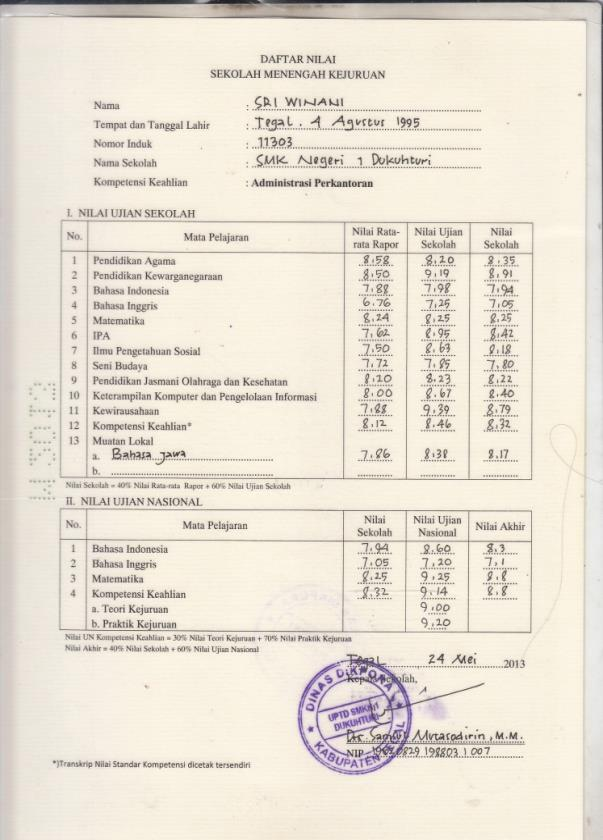 DAFTAR NILAI
SEKOLAH MENENGAH KEJURUAN
Nama : SRI WINANI
Tempat dan Tanggal Lahir : Tegal, 4 Agustus 1995
Nomor Induk : 11303
Nama Sekolah : SMK Negeri 1 Dukuhturi
Kompetensi Keahlian : Administrasi Perkantoran
I. NILAI UJIAN SEKOLAH
No. Mata Pelajaran Nilai Rata-rata Rapor Nilai Ujian Sekolah Nilai Sekolah
1 Pendidikan Agama 8,58 8,20 8,35
2 Pendidikan Kewarganegaraan 8,50 9,19 8,91
3 Bahasa Indonesia 7,88 7,98 7,94
4 Bahasa Inggris 6,76 7,25 7,05
5 Matematika 8,24 8,25 8,25
6 IPA 7,62 8,95 8,42
7 Ilmu Pengetahuan Sosial 7,50 8,63 8,18
8 Seni Budaya 7,72 7,85 7,80
9 Pendidikan Jasmani Olahraga dan Kesehatan 8,20 8,23 8,22
10 Keterampilan Komputer dan Pengelolaan Informasi 8,00 8,67 8,40
11 Kewirausahaan 7,88 9,39 8,79
12 Kompetensi Keahlian* 8,12 8,46 8,32
13 Muatan Lokal
a. Bahasa Jawa 7,86 8,38 8,17
b.
Nilai Sekolah = 40% Nilai Rata-rata Rapor + 60% Nilai Ujian Sekolah
II. NILAI UJIAN NASIONAL
No. Mata Pelajaran Nilai Sekolah Nilai Ujian Nasional Nilai Akhir
1 Bahasa Indonesia 7,94 8,60 8,3
2 Bahasa Inggris 7,05 7,20 7,1
3 Matematika 8,25 9,25 8,8
4 Kompetensi Keahlian 8,32 9,14 8,8
a. Teori Kejuruan 9,00
b. Praktik Kejuruan 9,20
Nilai UN Kompetensi Keahlian = 30% Nilai Teori Kejuruan + 70% Nilai Praktik Kejuruan
Nilai Akhir = 40% Nilai Sekolah + 60% Nilai Ujian Nasional
Tegal, 24 Mei 2013
Kepala Sekolah,
DINAS DIKPORA
UPTD SMKN 1
DUKUHTURI
KABUPATEN TEGAL
Drs. Samsul Mutasodirin, M.M.
NIP 19620829 198803 1 007
*)Transkrip Nilai Standar Kompetensi dicetak tersendiri